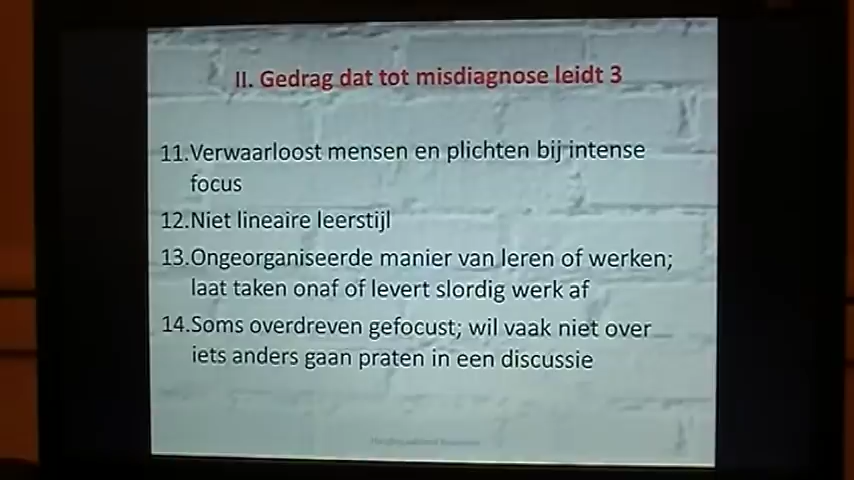 II. Gedrag dat tot misdiagnose leidt 3
11.Verwaarloost mensen en plichten bij intense
focus
12.Niet lineaire leerstijl
13.Ongeorganiseerde manier van leren of werken;
laat taken onaf of levert slordig werk af
14.Soms overdreven gefocust; wil vaak niet over
iets anders gaan praten in een discussie